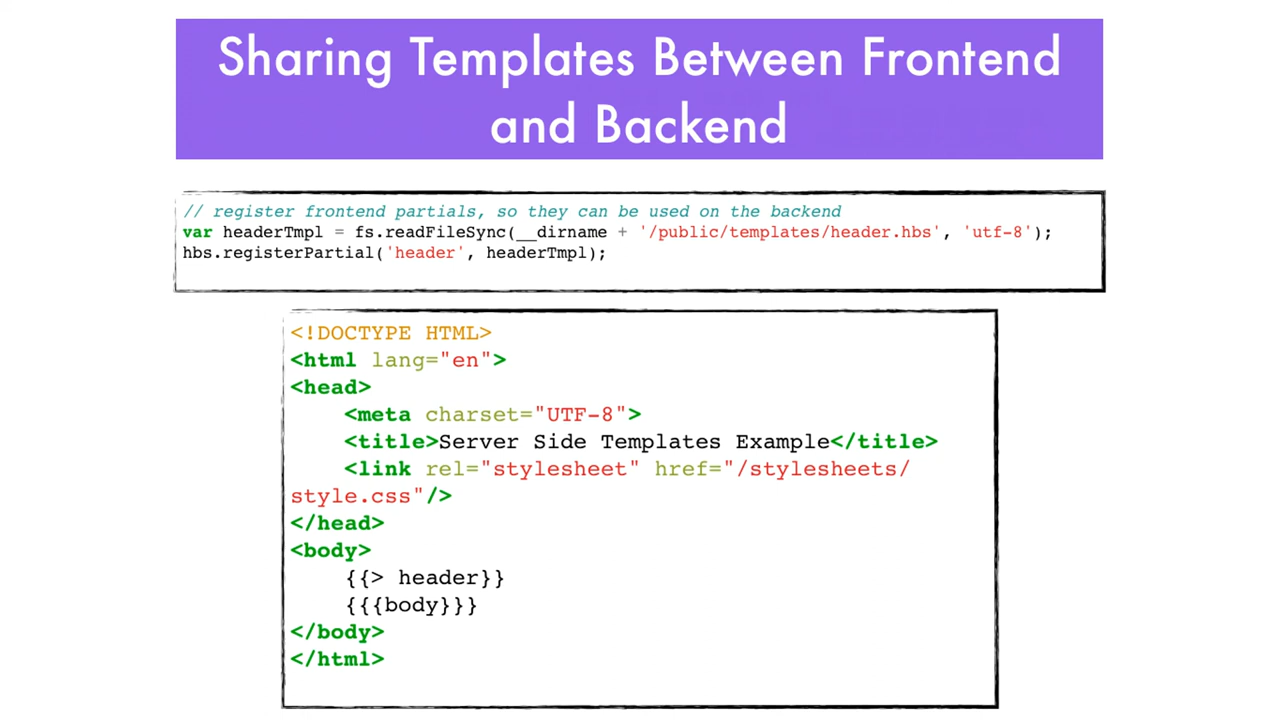 Sharing Templates Between Frontend
and Backend
// register frontend partials, so they can be used on the backend
var headerTmpl = fs.readFileSync(__dirname + '/public/templates/header.hbs', 'utf-8');
hbs.registerPartial('header', headerTmpl);
<!DOCTYPE HTML>
<html lang="en">
<head>
    <meta charset="UTF-8">
    <title>Server Side Templates Example</title>
    <link rel="stylesheet" href="/stylesheets/
style.css"/>
</head>
<body>
    {{> header}}
    {{{body}}}
</body>
</html>